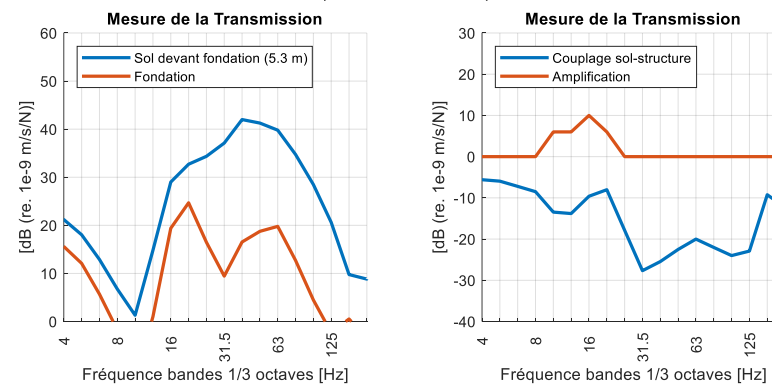 Mesure de la Transmission
60
50
40
30
20
10
0
[dB (re. 1e-9 m/s/N)]
Sol devant fondation (5.3 m)
Fondation
4
8
16
31.5
63
125
Fréquence bandes 1/3 octaves [Hz]
Mesure de la Transmission
30
20
10
0
-10
-20
-30
-40
[dB (re. 1e-9 m/s/N)]
Couplage sol-structure
Amplification
4
8
16
31.5
63
125
Fréquence bandes 1/3 octaves [Hz]